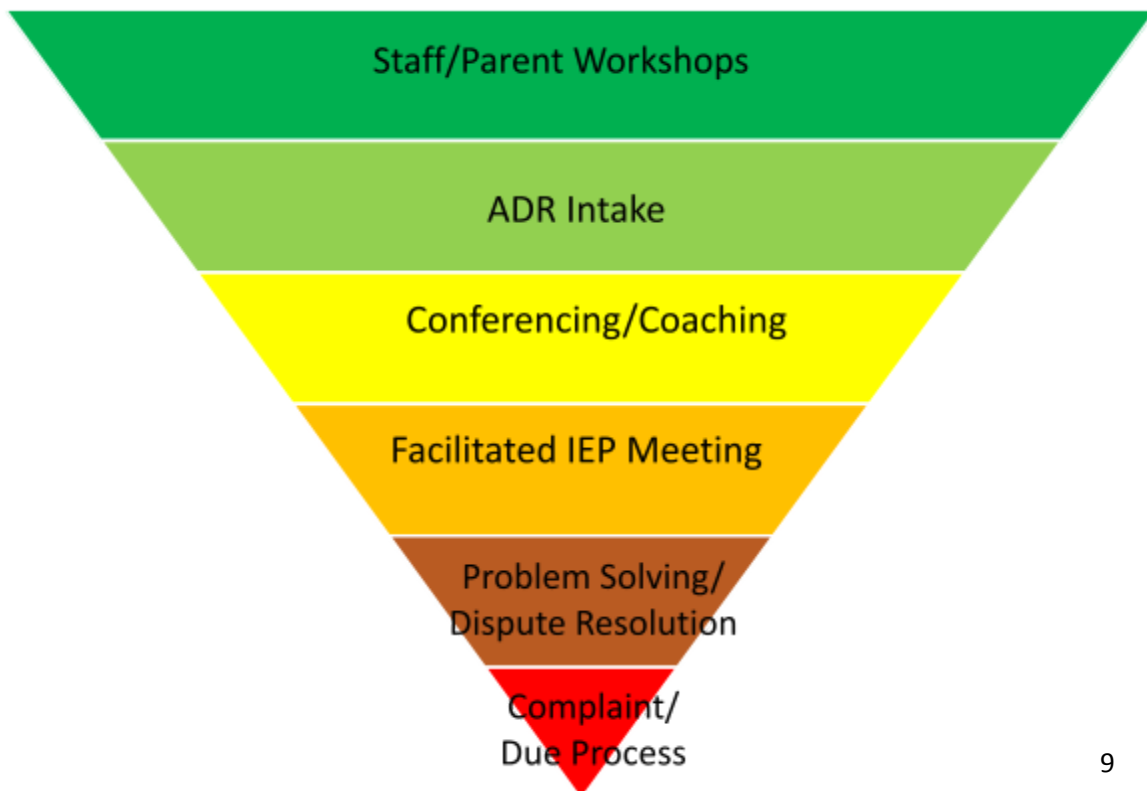 Staff/Parent Workshops
ADR Intake
Conferencing/Coaching
Facilitated IEP Meeting
Problem Solving/
Dispute Resolution
Complaint/
Due Process
9